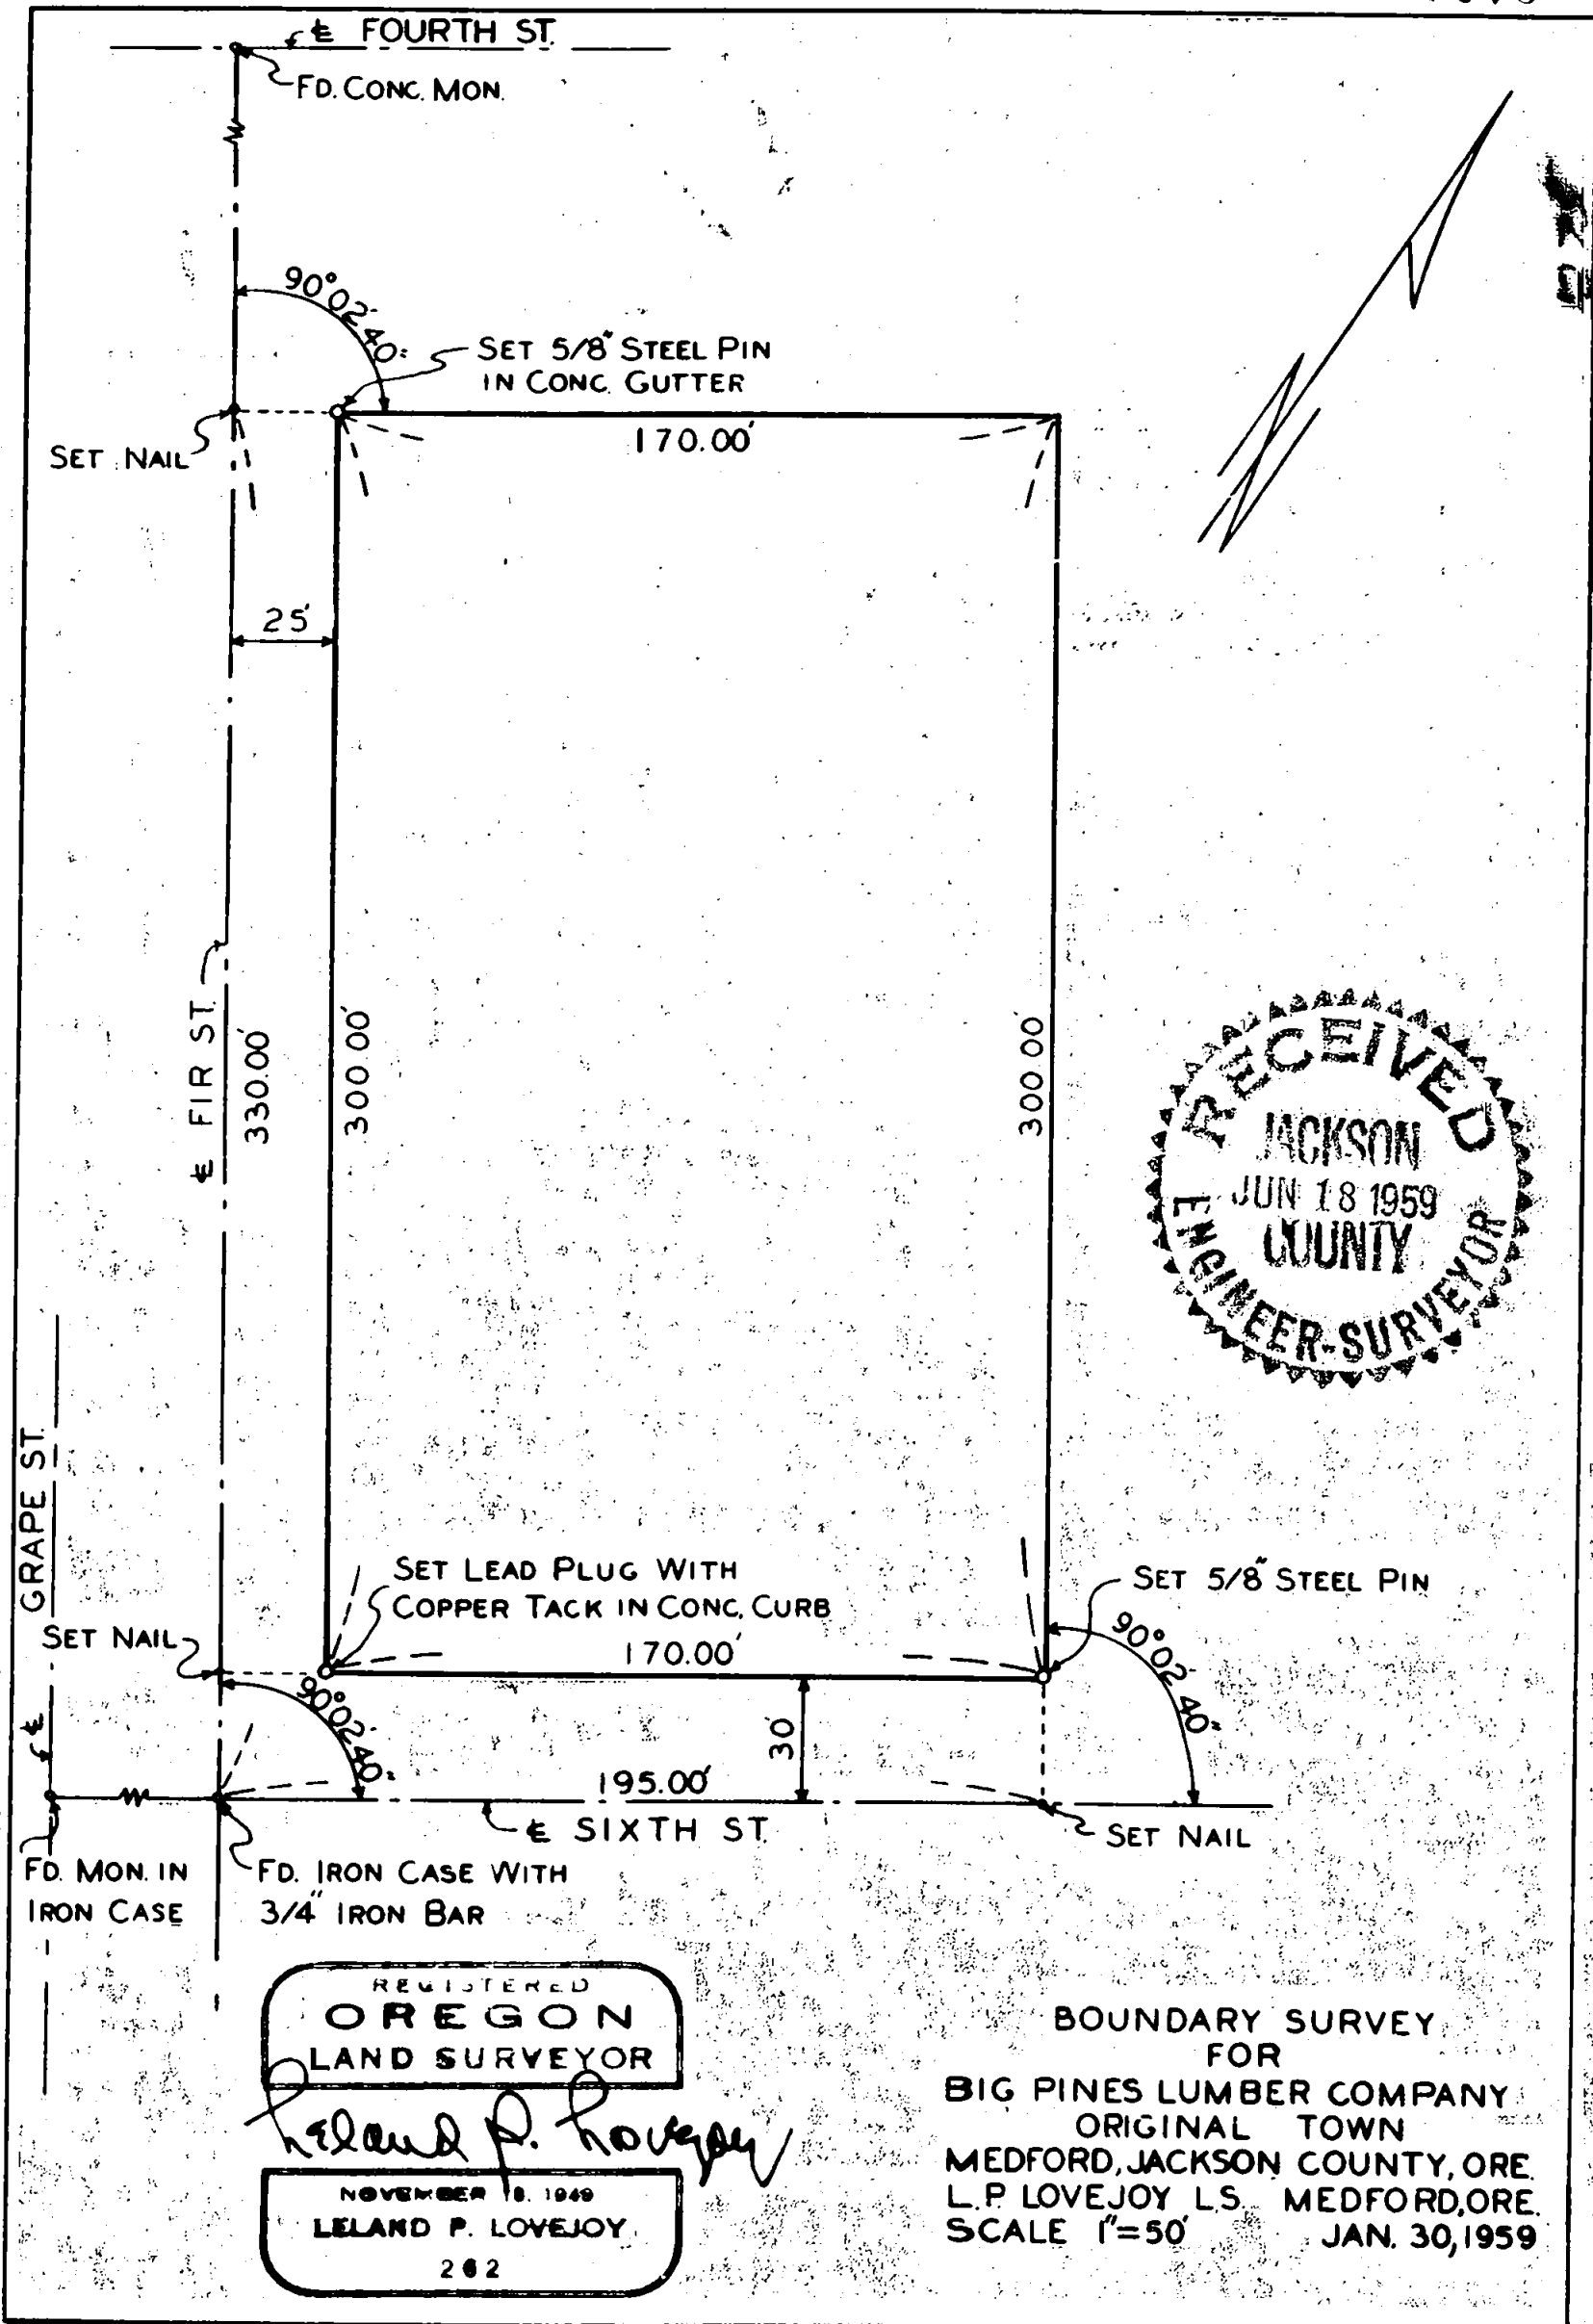 ℄ FOURTH ST.
FD. CONC. MON.
90°02'40"
SET 5/8" STEEL PIN
IN CONC. GUTTER
SET NAIL
170.00'
25'
℄ FIR ST.
330.00'
300.00'
300.00'
RECEIVED
JACKSON
JUN 18 1959
COUNTY
ENGINEER-SURVEYOR
GRAPE ST.
℄
SET LEAD PLUG WITH
COPPER TACK IN CONC. CURB
SET 5/8" STEEL PIN
SET NAIL
170.00'
90°02'40"
90°02'40"
30'
195.00'
℄ SIXTH ST.
SET NAIL
FD. MON. IN
IRON CASE
FD. IRON CASE WITH
3/4" IRON BAR
REGISTERED
OREGON
LAND SURVEYOR
Leland P. Lovejoy
NOVEMBER 18, 1949
LELAND P. LOVEJOY
262
BOUNDARY SURVEY
FOR
BIG PINES LUMBER COMPANY
ORIGINAL TOWN
MEDFORD, JACKSON COUNTY, ORE.
L.P. LOVEJOY L.S. MEDFORD, ORE.
SCALE 1"=50' JAN. 30, 1959